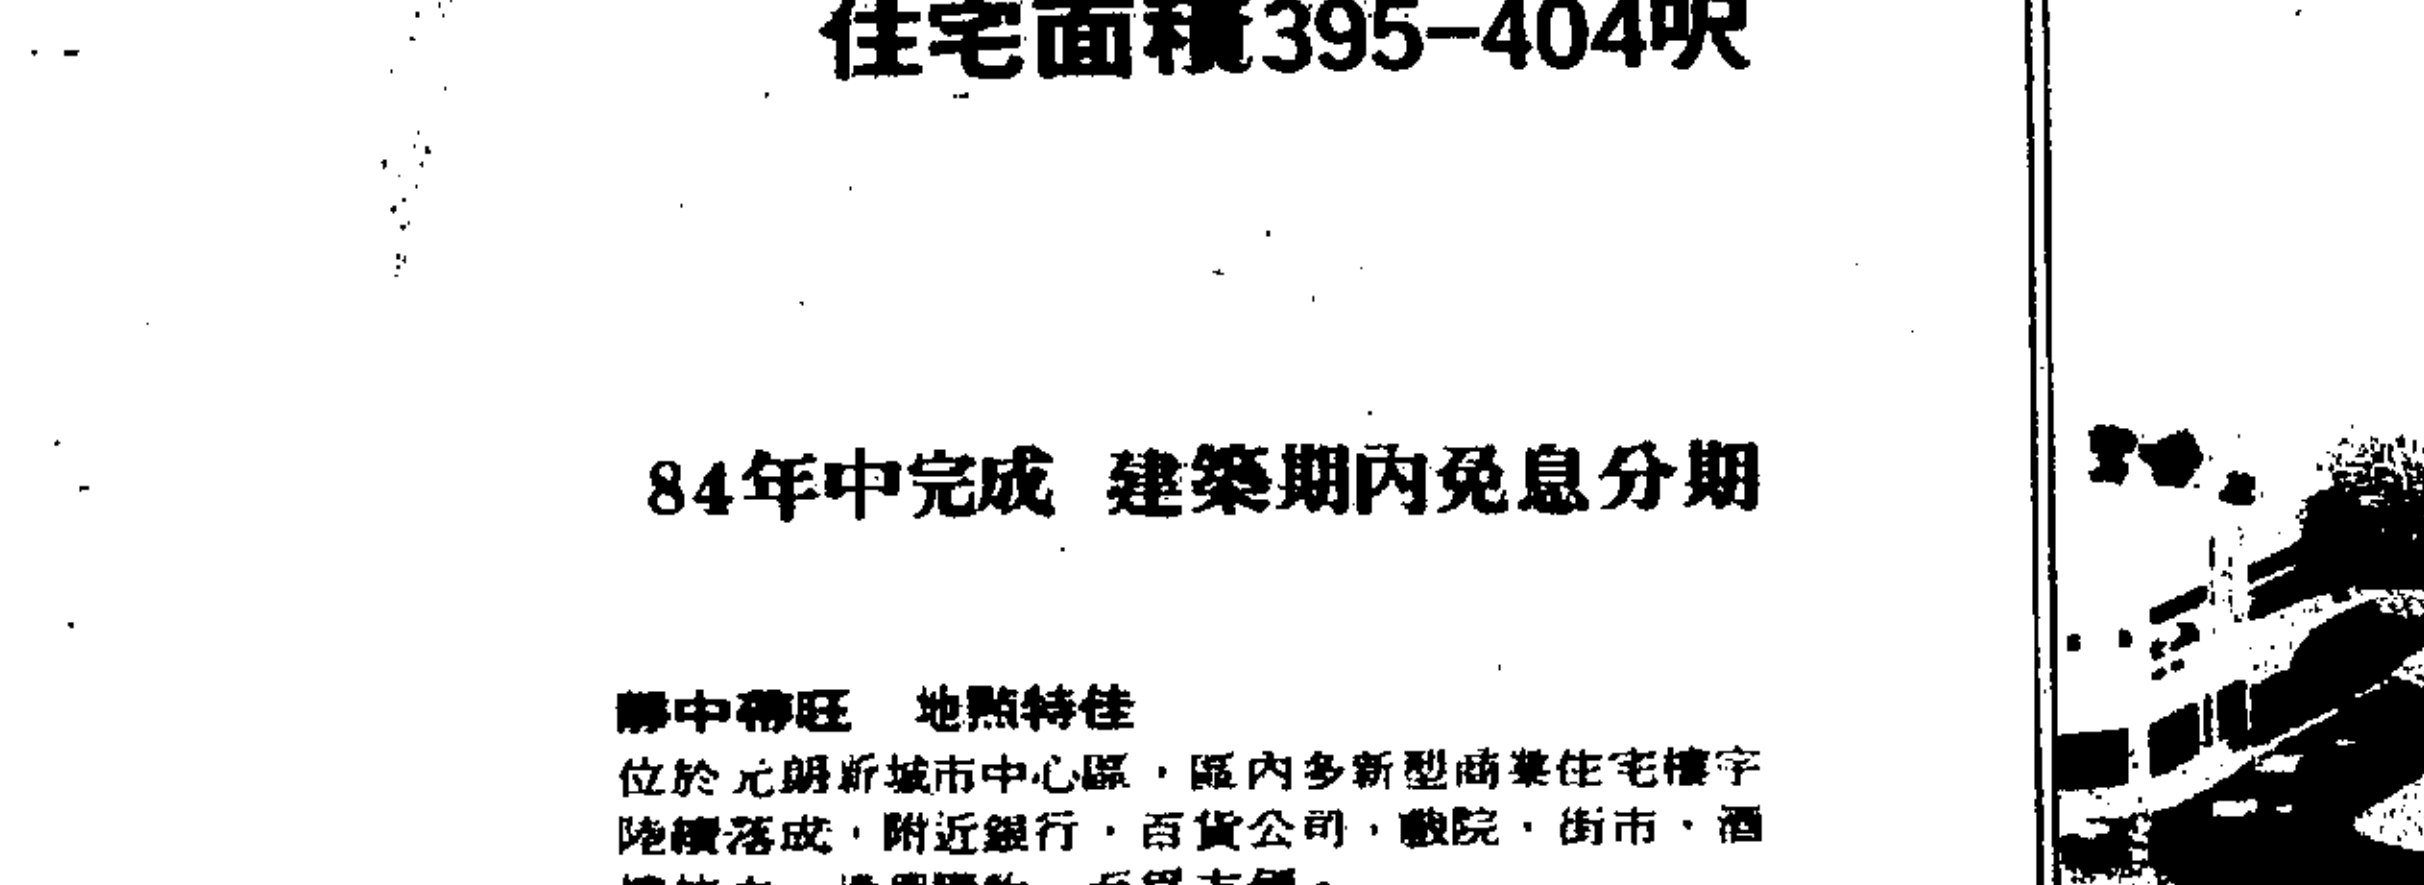 住宅面積395-404呎
84年中完成 建築期內免息分期
靜中帶旺 地點特佳
位於元朗新城市中心區，區內多新型商業住宅樓宇
陸續落成，附近銀行，百貨公司，戲院，街市，酒